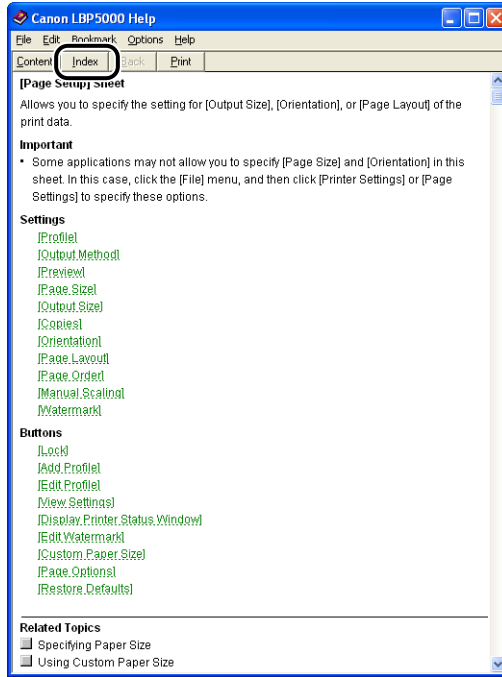 Canon LBP5000 Help
File Edit Bookmark Options Help
Content Index Back Print
[Page Setup] Sheet
Allows you to specify the setting for [Output Size], [Orientation], or [Page Layout] of the
print data.
Important
• Some applications may not allow you to specify [Page Size] and [Orientation] in this
sheet. In this case, click the [File] menu, and then click [Printer Settings] or [Page
Settings] to specify these options.
Settings
[Profile]
[Output Method]
[Preview]
[Page Size]
[Output Size]
[Copies]
[Orientation]
[Page Layout]
[Page Order]
[Manual Scaling]
[Watermark]
Buttons
[Lock]
[Add Profile]
[Edit Profile]
[View Settings]
[Display Printer Status Window]
[Edit Watermark]
[Custom Paper Size]
[Page Options]
[Restore Defaults]
Related Topics
Specifying Paper Size
Using Custom Paper Size